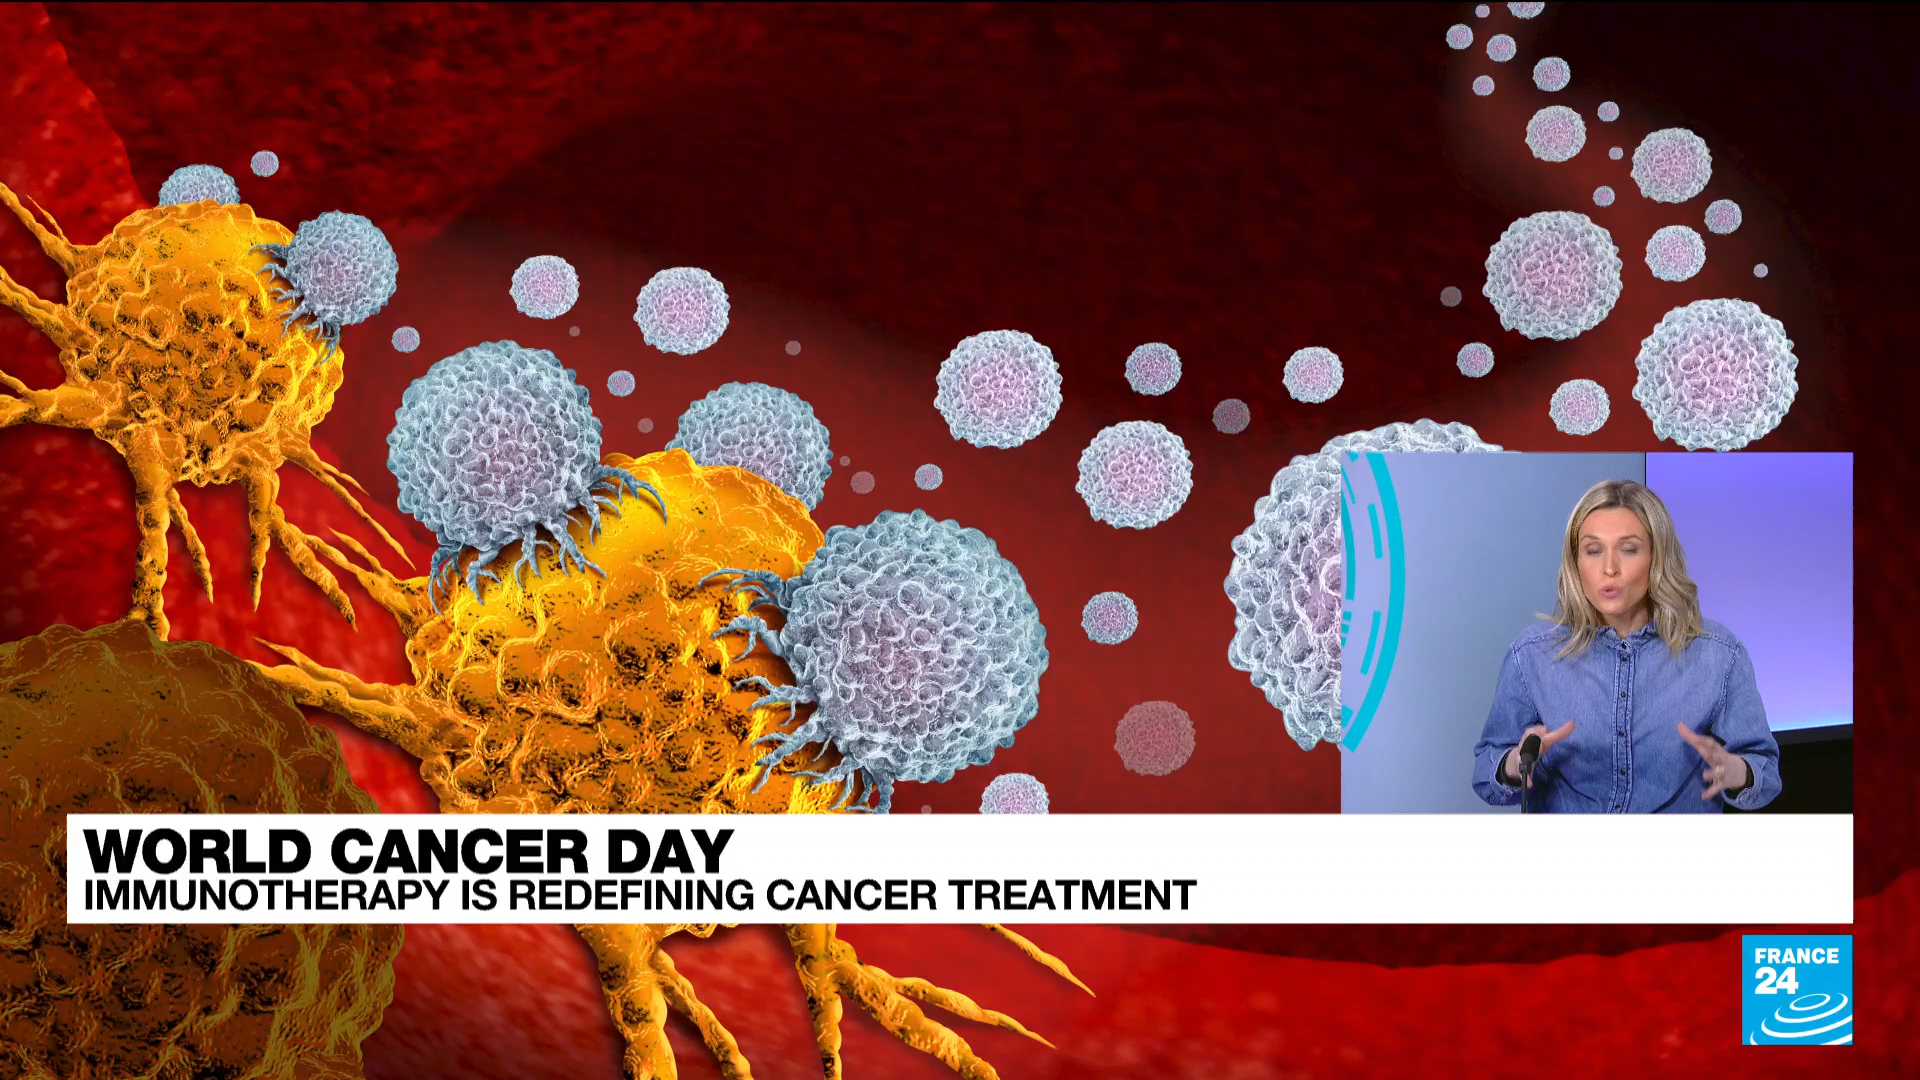 WORLD CANCER DAY
IMMUNOTHERAPY IS REDEFINING CANCER TREATMENT
FRANCE
24